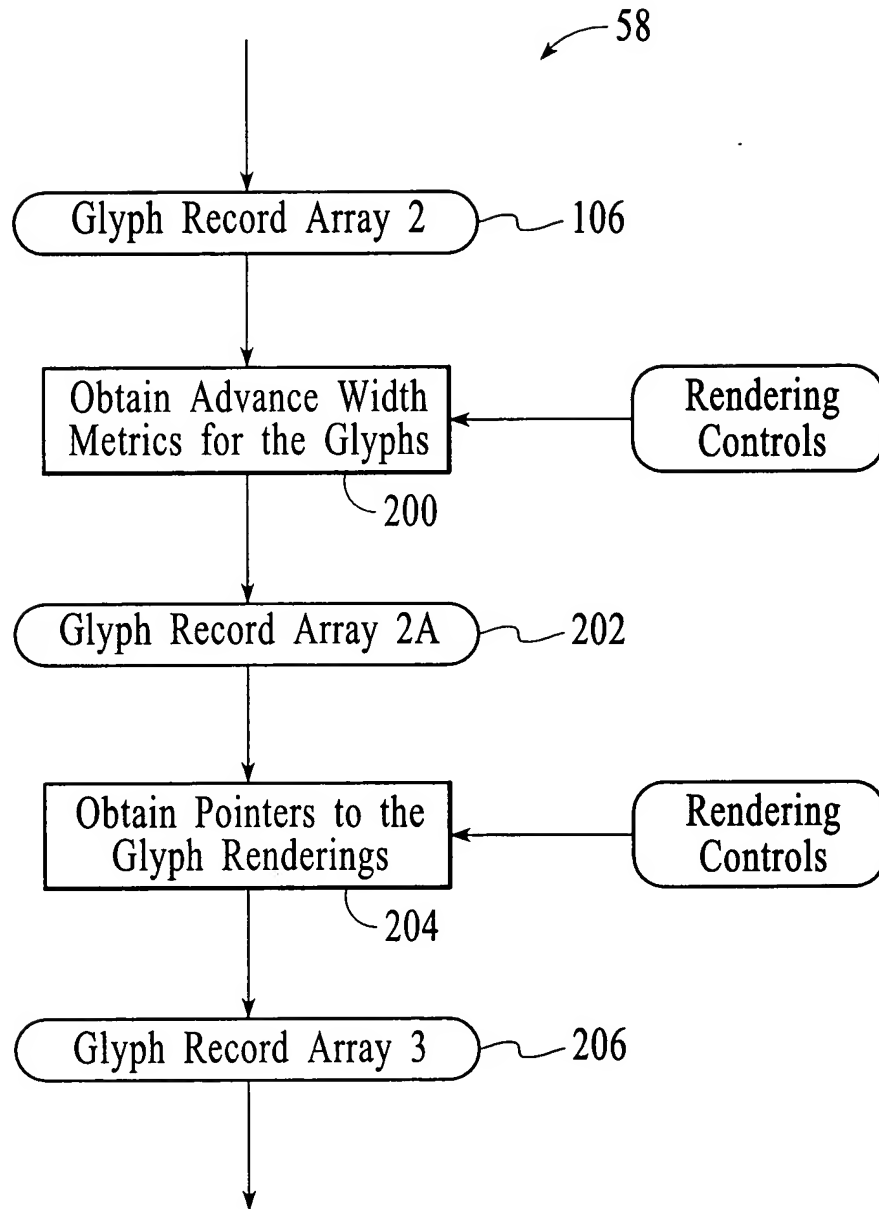 58
Glyph Record Array 2
106
Obtain Advance Width
Metrics for the Glyphs
Rendering
Controls
200
Glyph Record Array 2A
202
Obtain Pointers to the
Glyph Renderings
Rendering
Controls
204
Glyph Record Array 3
206